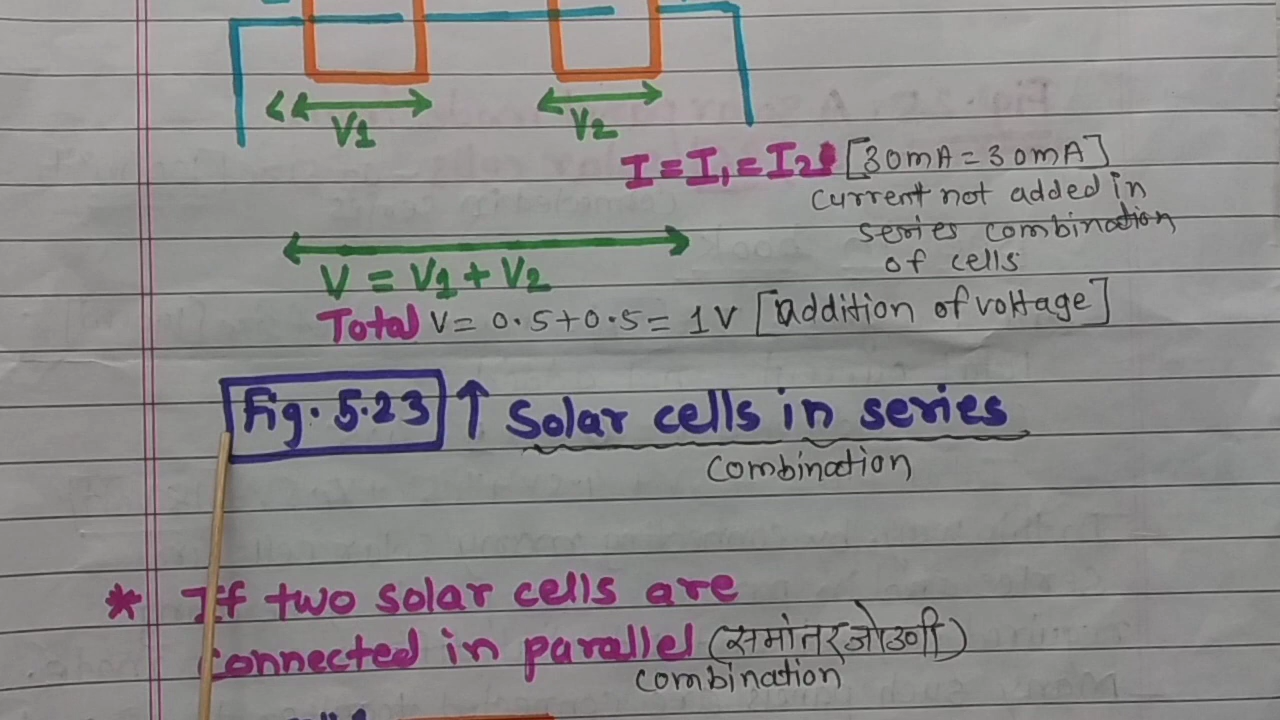 V1
V2
I = I1 = I2 [30mA = 30mA]
current not added in
series combination
of cells
V = V1 + V2
Total V = 0.5+0.5 = 1V [addition of voltage]
Fig. 5.23 ↑ Solar cells in series
combination
* If two solar cells are
connected in parallel (समांतर जोडणी)
combination